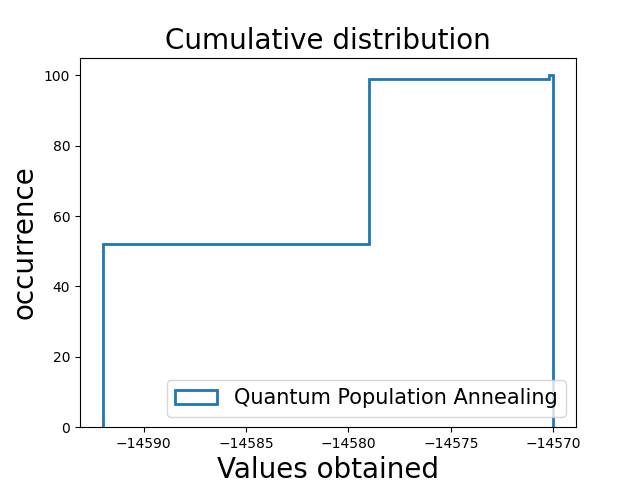 Cumulative distribution
occurrence
100
80
60
40
20
0
Quantum Population Annealing
−14590 −14585 −14580 −14575 −14570
Values obtained